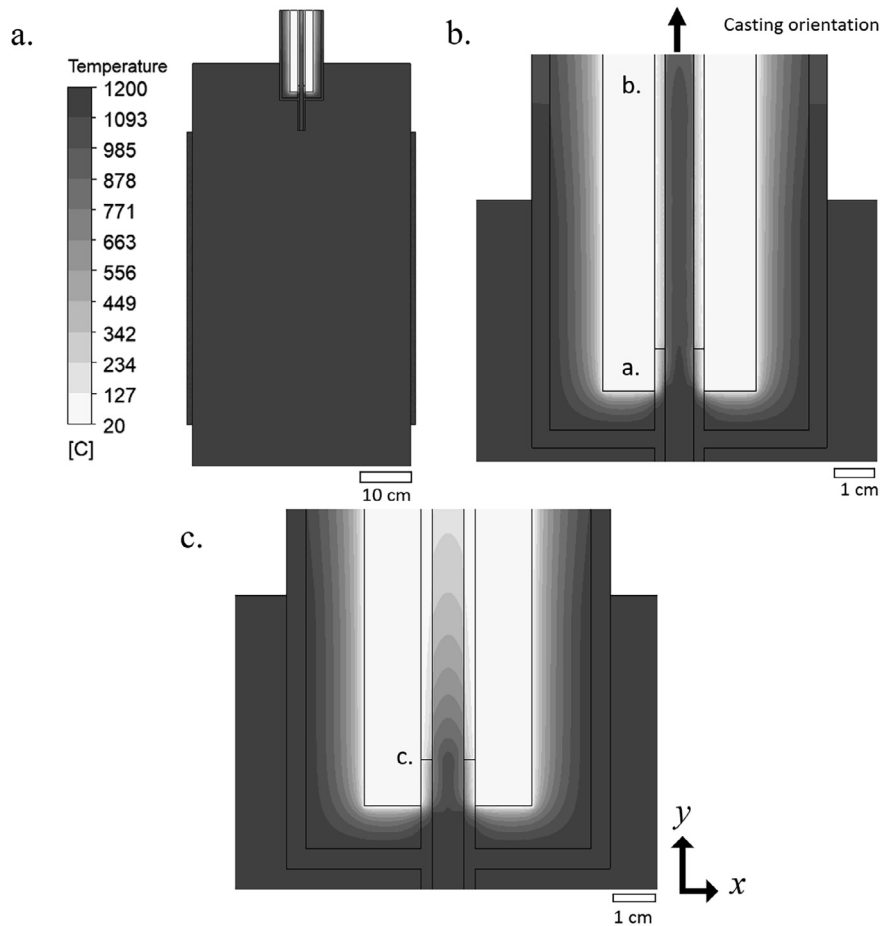 a.
Temperature
1200
1093
985
878
771
663
556
449
342
234
127
20
[C]
10 cm
b.
Casting orientation
b.
a.
1 cm
c.
c.
1 cm
y
x